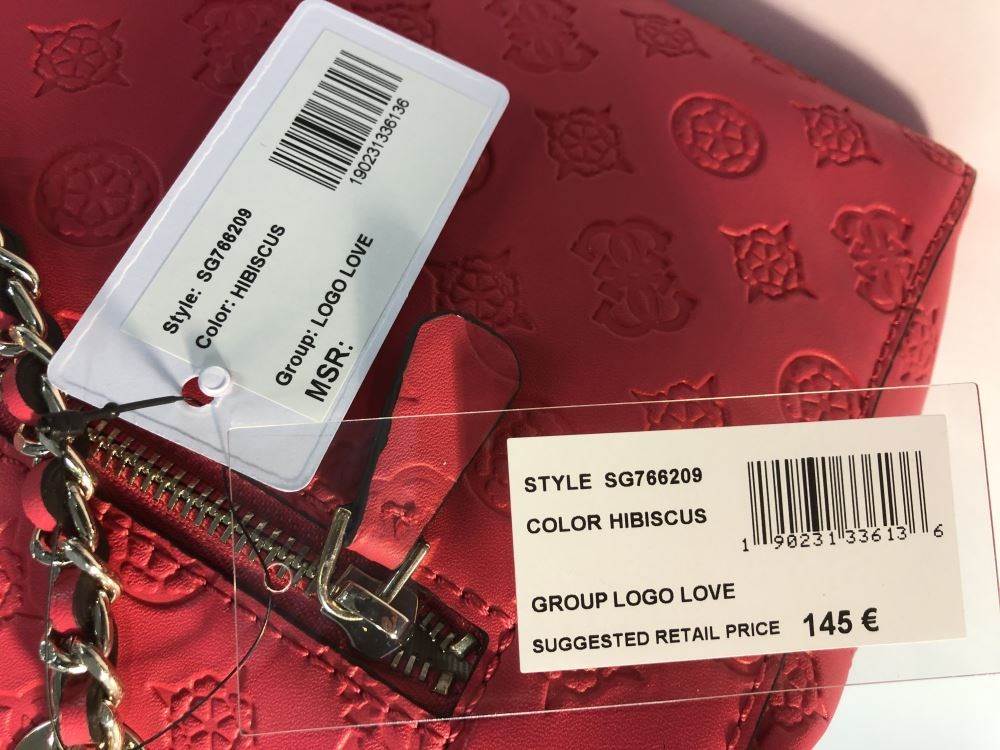 190231336136
Style: SG766209
Color: HIBISCUS
Group: LOGO LOVE
MSR:
STYLE SG766209
COLOR HIBISCUS
1 90231 33613 6
GROUP LOGO LOVE
SUGGESTED RETAIL PRICE 145 €